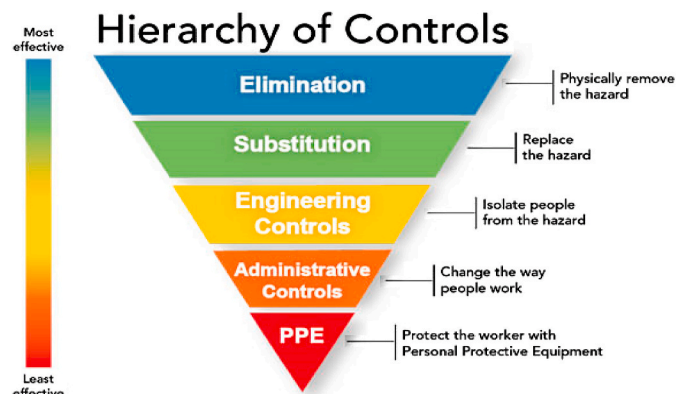 Hierarchy of Controls
Most
effective
Elimination
Physically remove
the hazard
Substitution
Replace
the hazard
Engineering
Controls
Isolate people
from the hazard
Administrative
Controls
Change the way
people work
PPE
Protect the worker with
Personal Protective Equipment
Least
effective